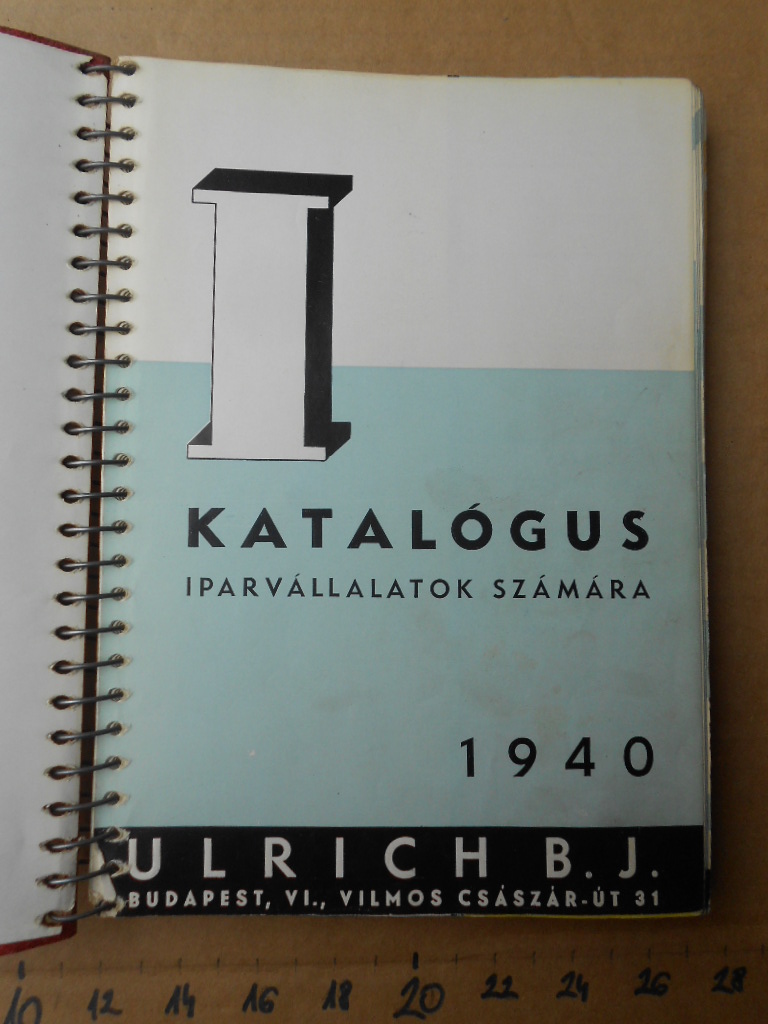 I
KATALÓGUS
IPARVÁLLALATOK SZÁMÁRA
1940
ULRICH B. J.
BUDAPEST, VI., VILMOS CSÁSZÁR-ÚT 31
10 12 14 16 18 20 22 24 26 28